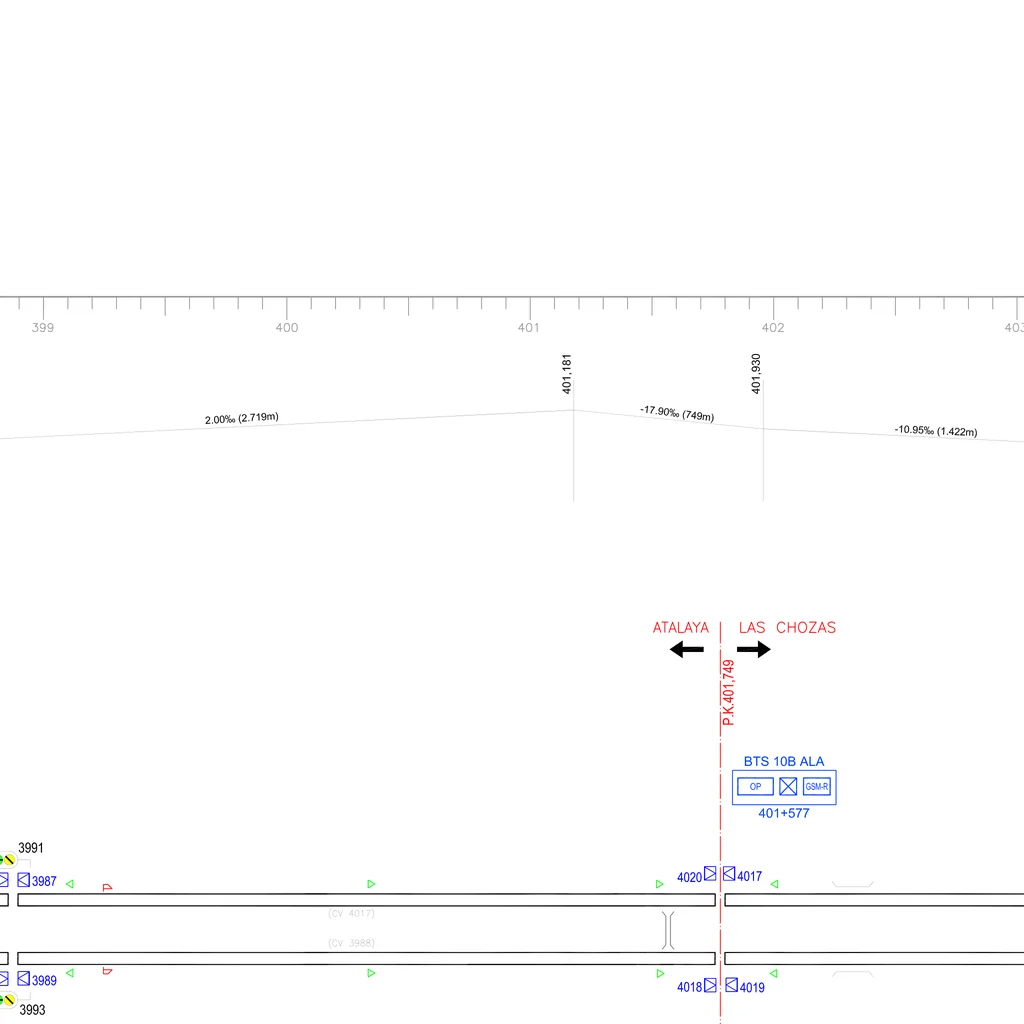 399 400 401 402 403
401,181
401,930
2.00‰ (2.719m)
-17.90‰ (749m)
-10.95‰ (1.422m)
ATALAYA LAS CHOZAS
P.K.401,749
BTS 10B ALA
OP GSM-R
401+577
3991
3987
4020 4017
(CV 4017)
(CV 3988)
3989
4018 4019
3993